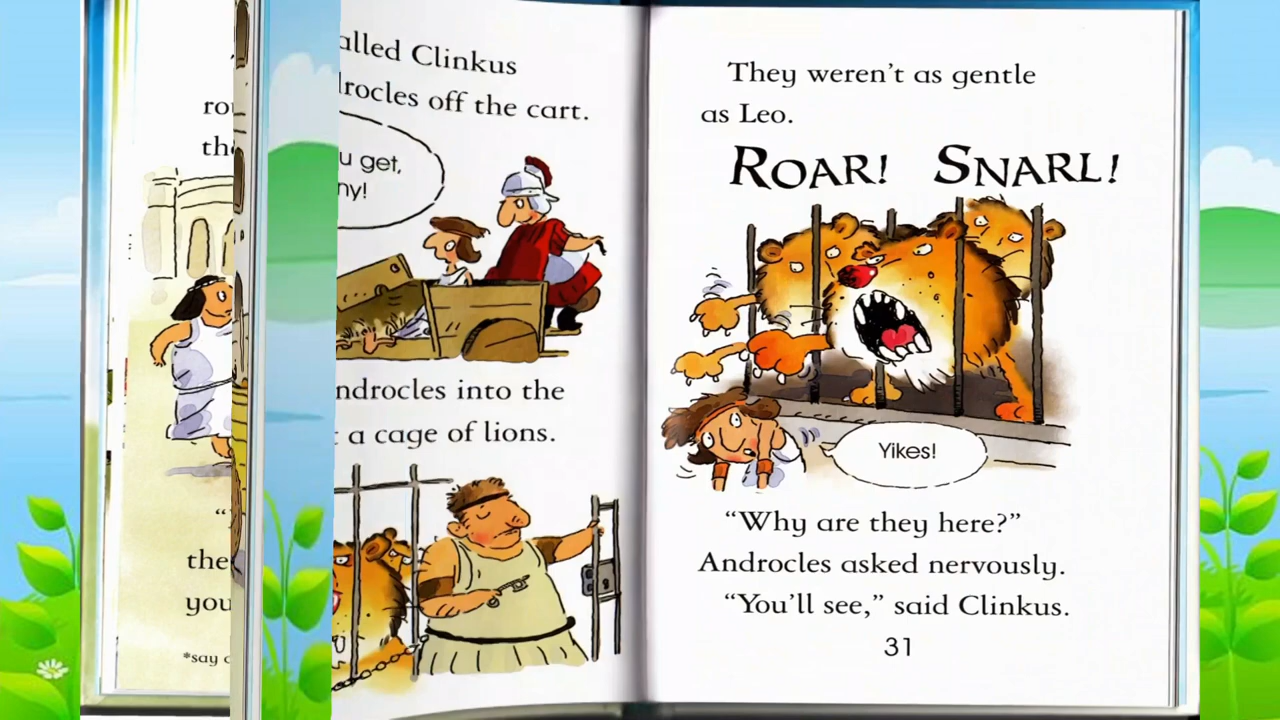 the
you
alled Clinkus
drocles off the cart.
u get,
ny!
ndrocles into the
a cage of lions.
They weren't as gentle
as Leo.
ROAR! SNARL!
Yikes!
“Why are they here?”
Androcles asked nervously.
“You'll see,” said Clinkus.
31
*say